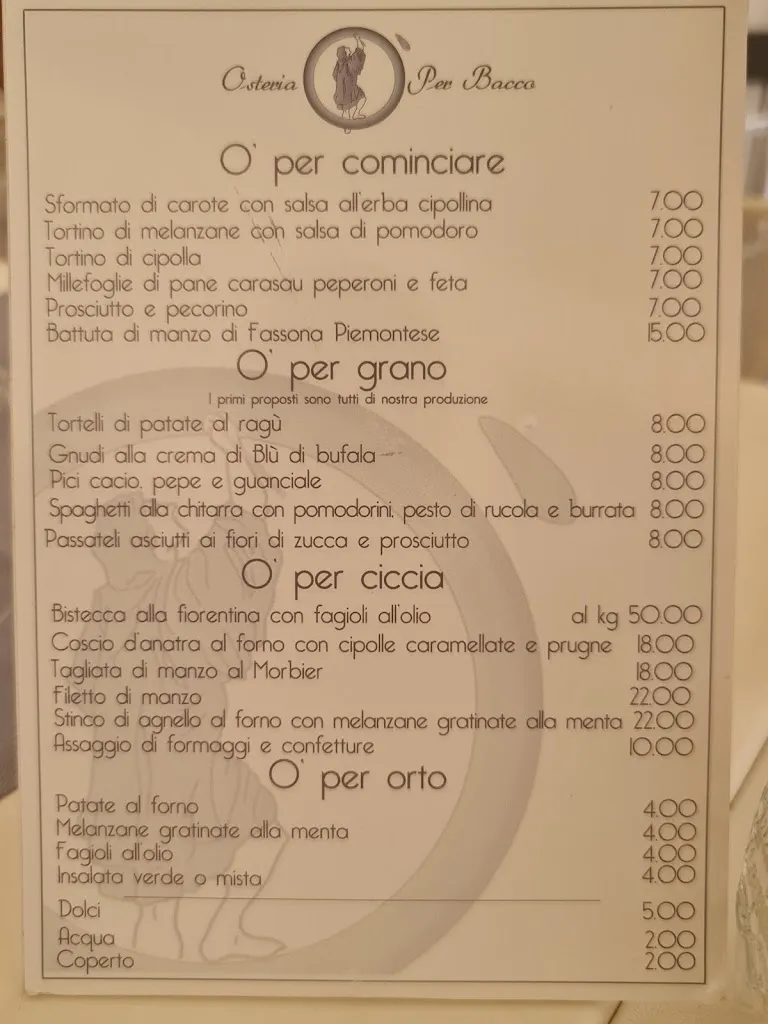 Osteria Per Bacco
O' per cominciare
Sformato di carote con salsa all'erba cipollina 7.00
Tortino di melanzane con salsa di pomodoro 7.00
Tortino di cipolla 7.00
Millefoglie di pane carasau peperoni e feta 7.00
Prosciutto e pecorino 7.00
Battuta di manzo di Fassona Piemontese 15.00
O' per grano
I primi proposti sono tutti di nostra produzione
Tortelli di patate al ragù 8.00
Gnudi alla crema di Blù di bufala 8.00
Pici cacio, pepe e guanciale 8.00
Spaghetti alla chitarra con pomodorini, pesto di rucola e burrata 8.00
Passateli asciutti ai fiori di zucca e prosciutto 8.00
O' per ciccia
Bistecca alla fiorentina con fagioli all'olio al kg 50.00
Coscio d'anatra al forno con cipolle caramellate e prugne 18.00
Tagliata di manzo al Morbier 18.00
Filetto di manzo 22.00
Stinco di agnello al forno con melanzane gratinate alla menta 22.00
Assaggio di formaggi e confetture 10.00
O' per orto
Patate al forno 4.00
Melanzane gratinate alla menta 4.00
Fagioli all'olio 4.00
Insalata verde o mista 4.00
Dolci 5.00
Acqua 2.00
Coperto 2.00